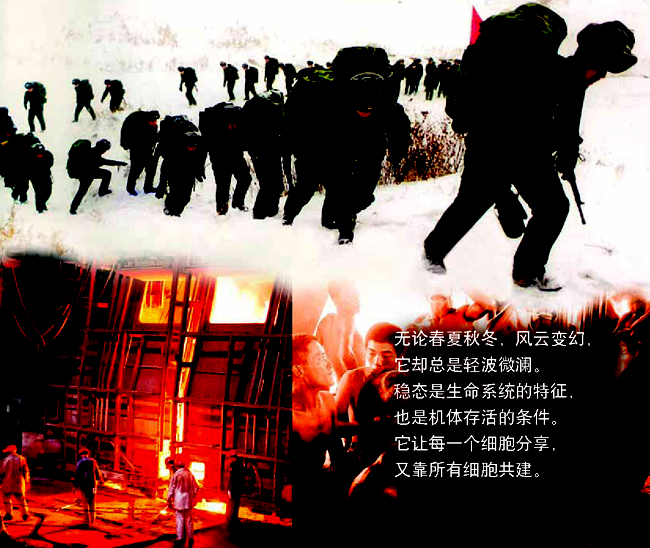 无论春夏秋冬，风云变幻，
它却总是轻波微澜。
稳态是生命系统的特征，
也是机体存活的条件。
它让每一个细胞分享，
又靠所有细胞共建。